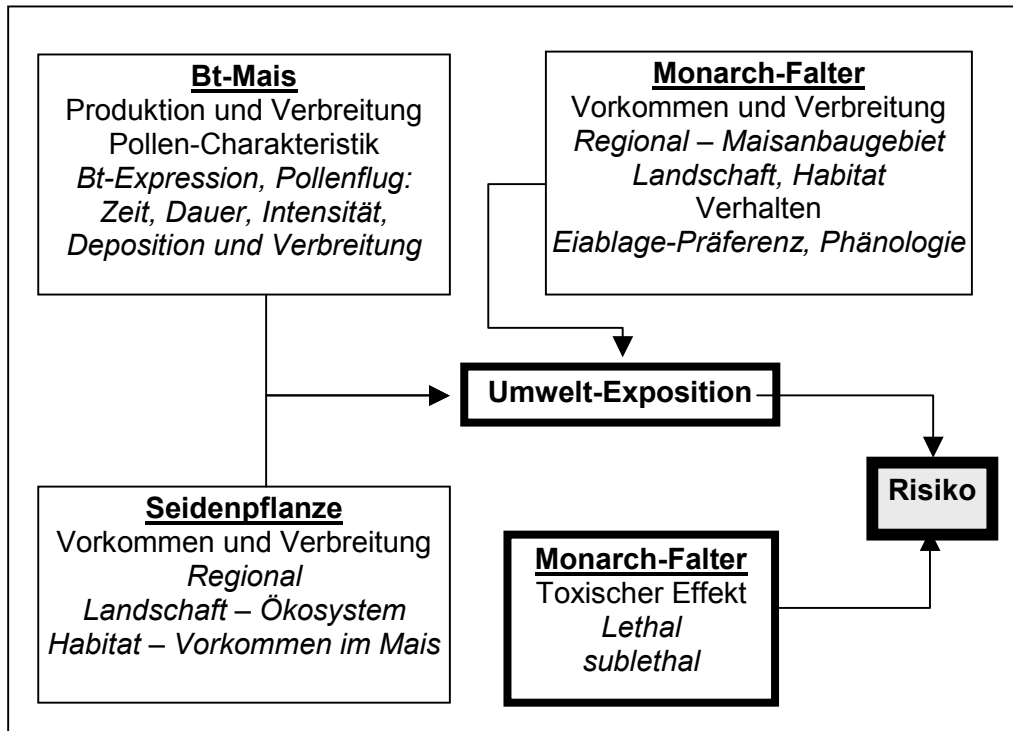 Bt-Mais
Produktion und Verbreitung
Pollen-Charakteristik
Bt-Expression, Pollenflug:
Zeit, Dauer, Intensität,
Deposition und Verbreitung
Monarch-Falter
Vorkommen und Verbreitung
Regional – Maisanbaugebiet
Landschaft, Habitat
Verhalten
Eiablage-Präferenz, Phänologie
Umwelt-Exposition
Risiko
Seidenpflanze
Vorkommen und Verbreitung
Regional
Landschaft – Ökosystem
Habitat – Vorkommen im Mais
Monarch-Falter
Toxischer Effekt
Lethal
sublethal